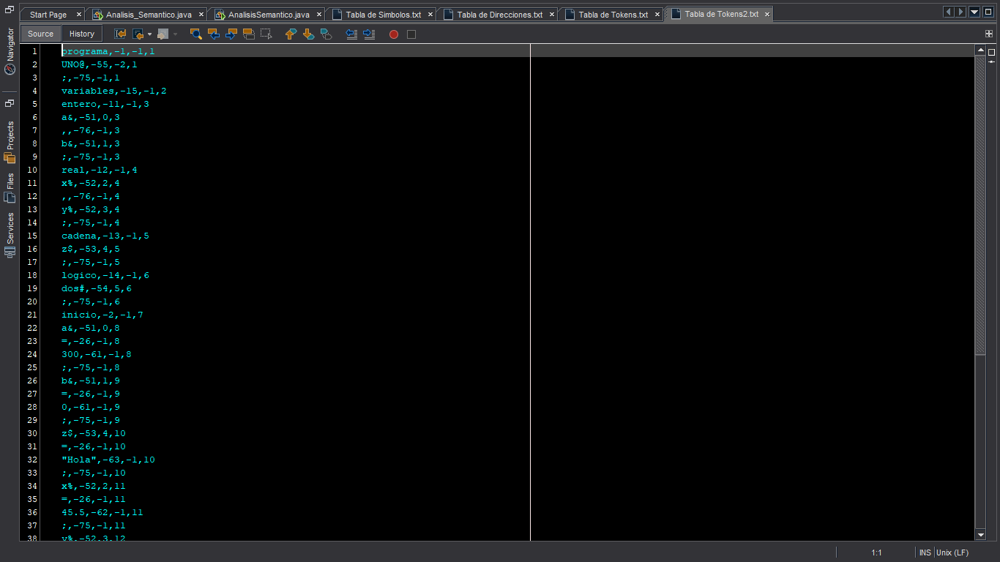 Start Page
Analisis_Semantico.java
AnalisisSemantico.java
Tabla de Simbolos.txt
Tabla de Direcciones.txt
Tabla de Tokens.txt
Tabla de Tokens2.txt
Source History
Navigator
Projects
Files
Services
1 programa,-1,-1,1
2 UNO@,-55,-2,1
3 ;,-75,-1,1
4 variables,-15,-1,2
5 entero,-11,-1,3
6 a&,-51,0,3
7 ,,-76,-1,3
8 b&,-51,1,3
9 ;,-75,-1,3
10 real,-12,-1,4
11 x%,-52,2,4
12 ,,-76,-1,4
13 y%,-52,3,4
14 ;,-75,-1,4
15 cadena,-13,-1,5
16 z$,-53,4,5
17 ;,-75,-1,5
18 logico,-14,-1,6
19 dos#,-54,5,6
20 ;,-75,-1,6
21 inicio,-2,-1,7
22 a&,-51,0,8
23 =,-26,-1,8
24 300,-61,-1,8
25 ;,-75,-1,8
26 b&,-51,1,9
27 =,-26,-1,9
28 0,-61,-1,9
29 ;,-75,-1,9
30 z$,-53,4,10
31 =,-26,-1,10
32 "Hola",-63,-1,10
33 ;,-75,-1,10
34 x%,-52,2,11
35 =,-26,-1,11
36 45.5,-62,-1,11
37 ;,-75,-1,11
38 y%,-52,3,12
1:1 INS Unix (LF)